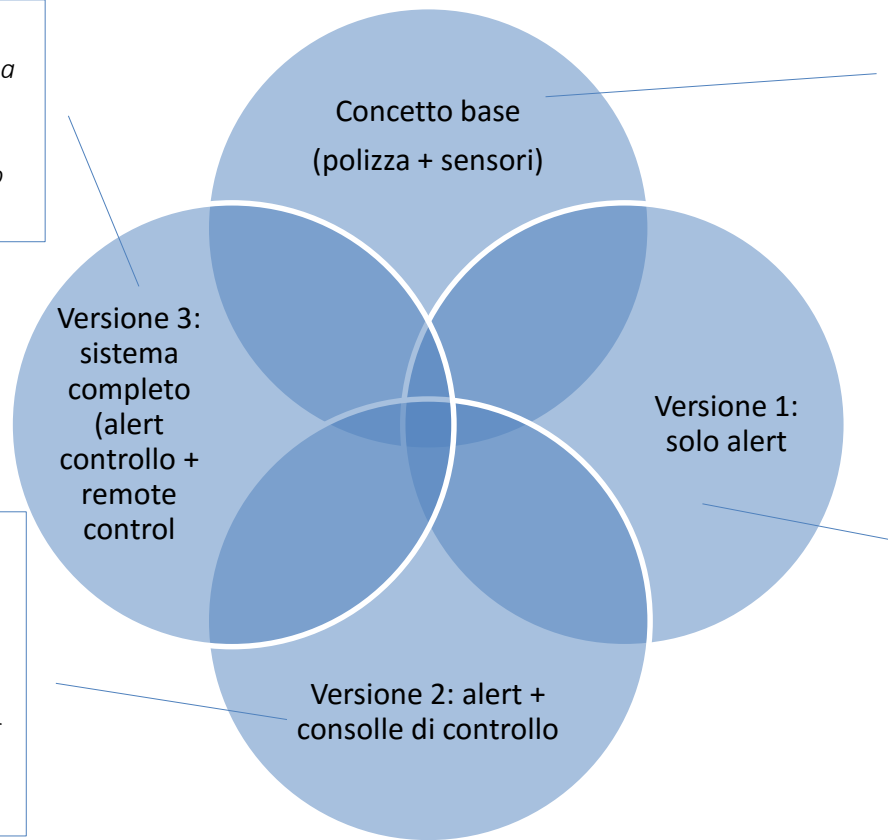 a
o
Concetto base
(polizza + sensori)
Versione 3:
sistema
completo
(alert
controllo +
remote
control
Versione 1:
solo alert
Versione 2: alert +
consolle di controllo